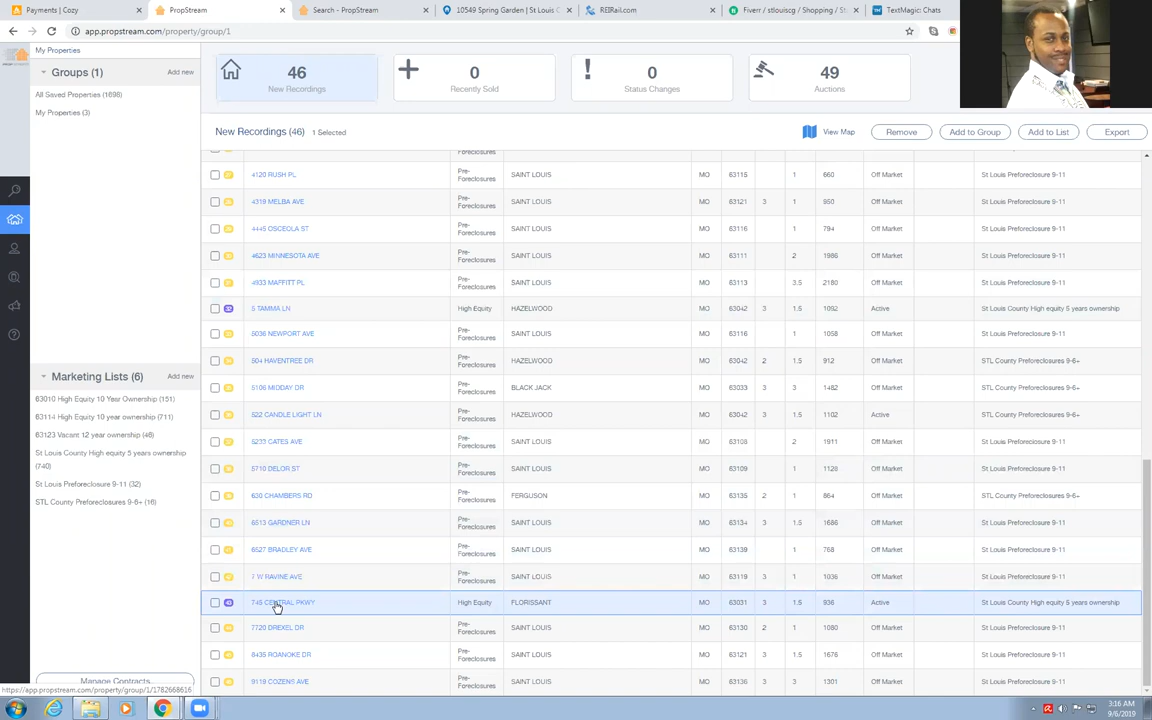 Payments | Cozy
PropStream
Search - PropStream
10549 Spring Garden | St Louis C
REIRail.com
Fiverr / stlouiscg / Shopping / St
TextMagic: Chats
app.propstream.com/property/group/1
My Properties
Groups (1) Add new
All Saved Properties (1698)
My Properties (3)
46 New Recordings
0 Recently Sold
0 Status Changes
49 Auctions
New Recordings (46) 1 Selected View Map Remove Add to Group Add to List Export
Foreclosures
4120 RUSH PL Pre-Foreclosures SAINT LOUIS MO 63115 1 660 Off Market St Louis Preforeclosure 9-11
4319 MELBA AVE Pre-Foreclosures SAINT LOUIS MO 63121 3 1 950 Off Market St Louis Preforeclosure 9-11
4445 OSCEOLA ST Pre-Foreclosures SAINT LOUIS MO 63116 1 794 Off Market St Louis Preforeclosure 9-11
4623 MINNESOTA AVE Pre-Foreclosures SAINT LOUIS MO 63111 2 1986 Off Market St Louis Preforeclosure 9-11
4933 MAFFITT PL Pre-Foreclosures SAINT LOUIS MO 63113 3.5 2180 Off Market St Louis Preforeclosure 9-11
5 TAMMA LN High Equity HAZELWOOD MO 63042 3 1.5 1092 Active St Louis County High equity 5 years ownership
5036 NEWPORT AVE Pre-Foreclosures SAINT LOUIS MO 63116 1 1058 Off Market St Louis Preforeclosure 9-11
504 HAVENTREE DR Pre-Foreclosures HAZELWOOD MO 63042 2 1.5 912 Off Market STL County Preforeclosures 9-6+
5106 MIDDAY DR Pre-Foreclosures BLACK JACK MO 63033 3 3 1482 Off Market STL County Preforeclosures 9-6+
522 CANDLE LIGHT LN Pre-Foreclosures HAZELWOOD MO 63042 3 1.5 1102 Active STL County Preforeclosures 9-6+
5233 CATES AVE Pre-Foreclosures SAINT LOUIS MO 63108 2 1911 Off Market St Louis Preforeclosure 9-11
5710 DELOR ST Pre-Foreclosures SAINT LOUIS MO 63109 1 1128 Off Market St Louis Preforeclosure 9-11
630 CHAMBERS RD Pre-Foreclosures FERGUSON MO 63135 2 1 864 Off Market STL County Preforeclosures 9-6+
6513 GARDNER LN Pre-Foreclosures SAINT LOUIS MO 63134 3 1.5 1686 Off Market St Louis Preforeclosure 9-11
6527 BRADLEY AVE Pre-Foreclosures SAINT LOUIS MO 63139 1 768 Off Market St Louis Preforeclosure 9-11
7 W RAVINE AVE Pre-Foreclosures SAINT LOUIS MO 63119 3 1 1036 Off Market St Louis Preforeclosure 9-11
745 CENTRAL PKWY High Equity FLORISSANT MO 63031 3 1.5 936 Active St Louis County High equity 5 years ownership
7720 DREXEL DR Pre-Foreclosures SAINT LOUIS MO 63130 2 1 1080 Off Market St Louis Preforeclosure 9-11
8435 ROANOKE DR Pre-Foreclosures SAINT LOUIS MO 63121 3 1.5 1676 Off Market St Louis Preforeclosure 9-11
9119 COZENS AVE Pre-Foreclosures SAINT LOUIS MO 63136 3 3 1301 Off Market St Louis Preforeclosure 9-11
Marketing Lists (6) Add new
63010 High Equity 10 Year Ownership (151)
63114 High Equity 10 year ownership (711)
63123 Vacant 12 year ownership (46)
St Louis County High equity 5 years ownership
(740)
St Louis Preforeclosure 9-11 (32)
STL County Preforeclosures 9-6+ (16)
Manage Contracts
https://app.propstream.com/property/group/1/1782668616
3:16 AM
9/6/2019